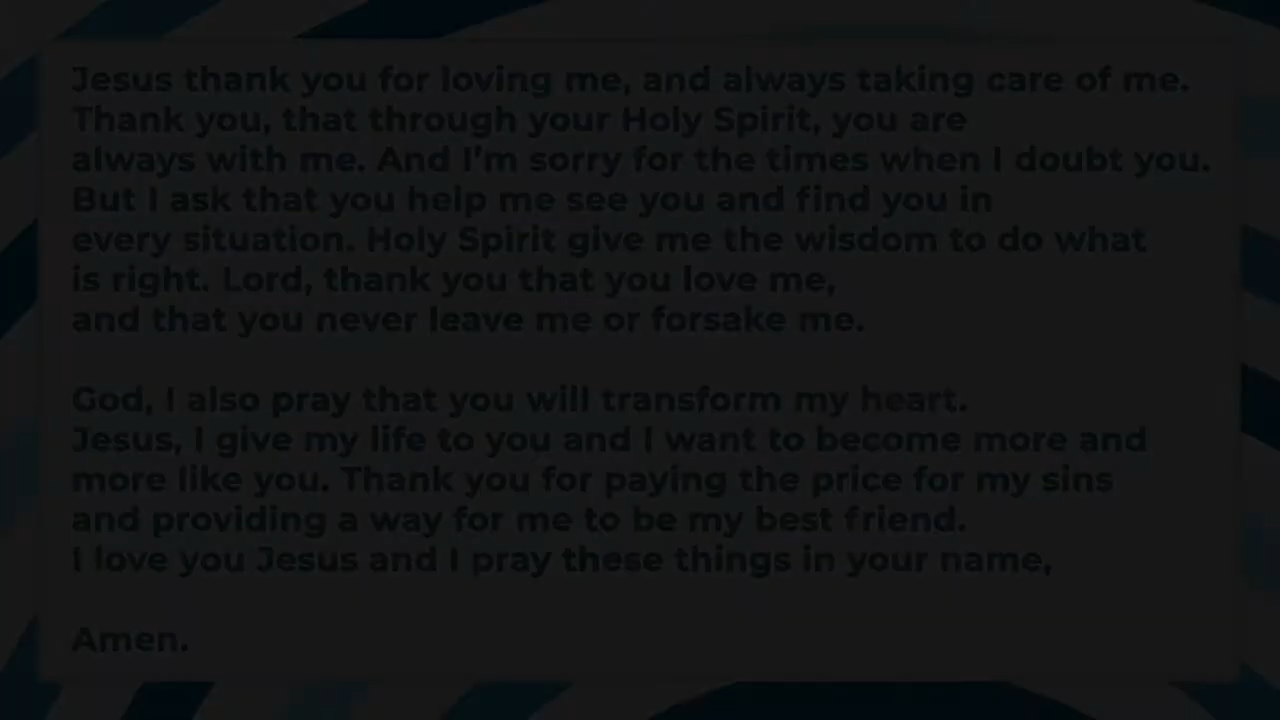 Jesus thank you for loving me, and always taking care of me.
Thank you, that through your Holy Spirit, you are
always with me. And I’m sorry for the times when I doubt you.
But I ask that you help me see you and find you in
every situation. Holy Spirit give me the wisdom to do what
is right. Lord, thank you that you love me,
and that you never leave me or forsake me.
God, I also pray that you will transform my heart.
Jesus, I give my life to you and I want to become more and
more like you. Thank you for paying the price for my sins
and providing a way for me to be my best friend.
I love you Jesus and I pray these things in your name,
Amen.